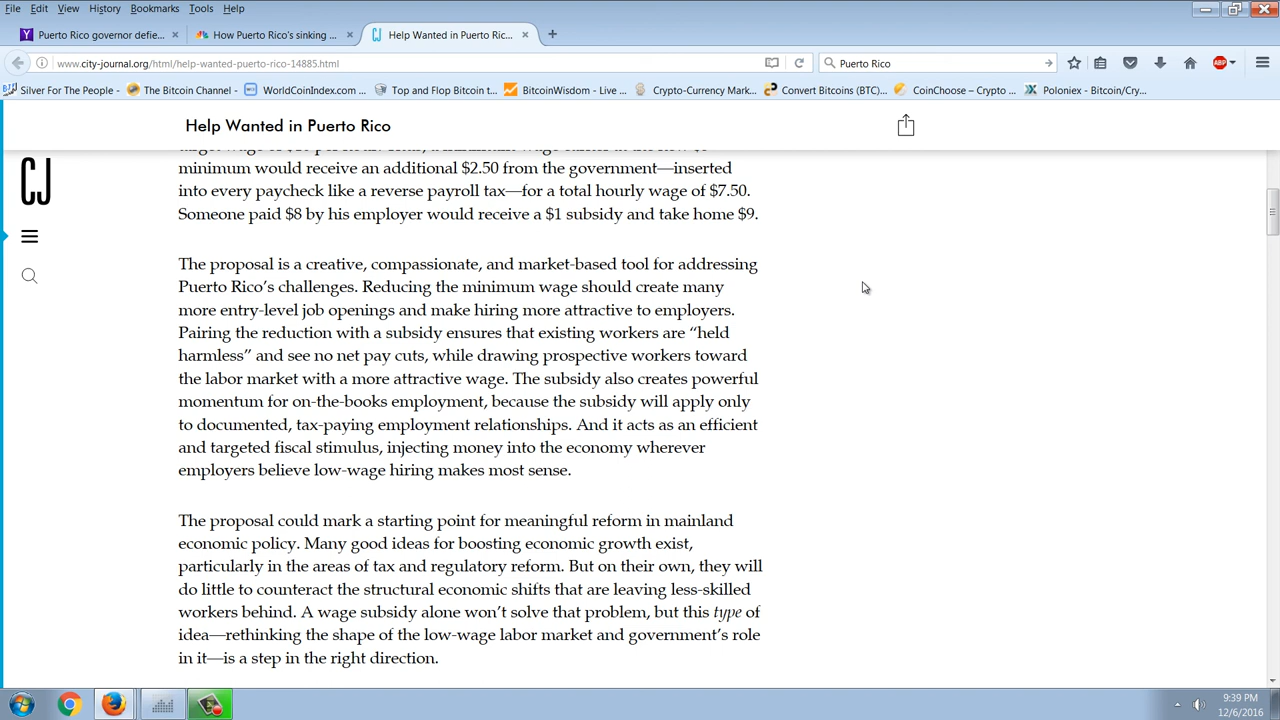 File Edit View History Bookmarks Tools Help
Puerto Rico governor defie... × How Puerto Rico's sinking × Help Wanted in Puerto Ric... × +
www.city-journal.org/html/help-wanted-puerto-rico-14885.html Puerto Rico ABP
Silver For The People - The Bitcoin Channel - WorldCoinIndex.com ... Top and Flop Bitcoin t... BitcoinWisdom - Live ... Crypto-Currency Mark... Convert Bitcoins (BTC)... CoinChoose – Crypto ... Poloniex - Bitcoin/Cry...
Help Wanted in Puerto Rico
CJ
minimum would receive an additional $2.50 from the government—inserted
into every paycheck like a reverse payroll tax—for a total hourly wage of $7.50.
Someone paid $8 by his employer would receive a $1 subsidy and take home $9.
The proposal is a creative, compassionate, and market-based tool for addressing
Puerto Rico’s challenges. Reducing the minimum wage should create many
more entry-level job openings and make hiring more attractive to employers.
Pairing the reduction with a subsidy ensures that existing workers are “held
harmless” and see no net pay cuts, while drawing prospective workers toward
the labor market with a more attractive wage. The subsidy also creates powerful
momentum for on-the-books employment, because the subsidy will apply only
to documented, tax-paying employment relationships. And it acts as an efficient
and targeted fiscal stimulus, injecting money into the economy wherever
employers believe low-wage hiring makes most sense.
The proposal could mark a starting point for meaningful reform in mainland
economic policy. Many good ideas for boosting economic growth exist,
particularly in the areas of tax and regulatory reform. But on their own, they will
do little to counteract the structural economic shifts that are leaving less-skilled
workers behind. A wage subsidy alone won’t solve that problem, but this type of
idea—rethinking the shape of the low-wage labor market and government’s role
in it—is a step in the right direction.
9:39 PM
12/6/2016